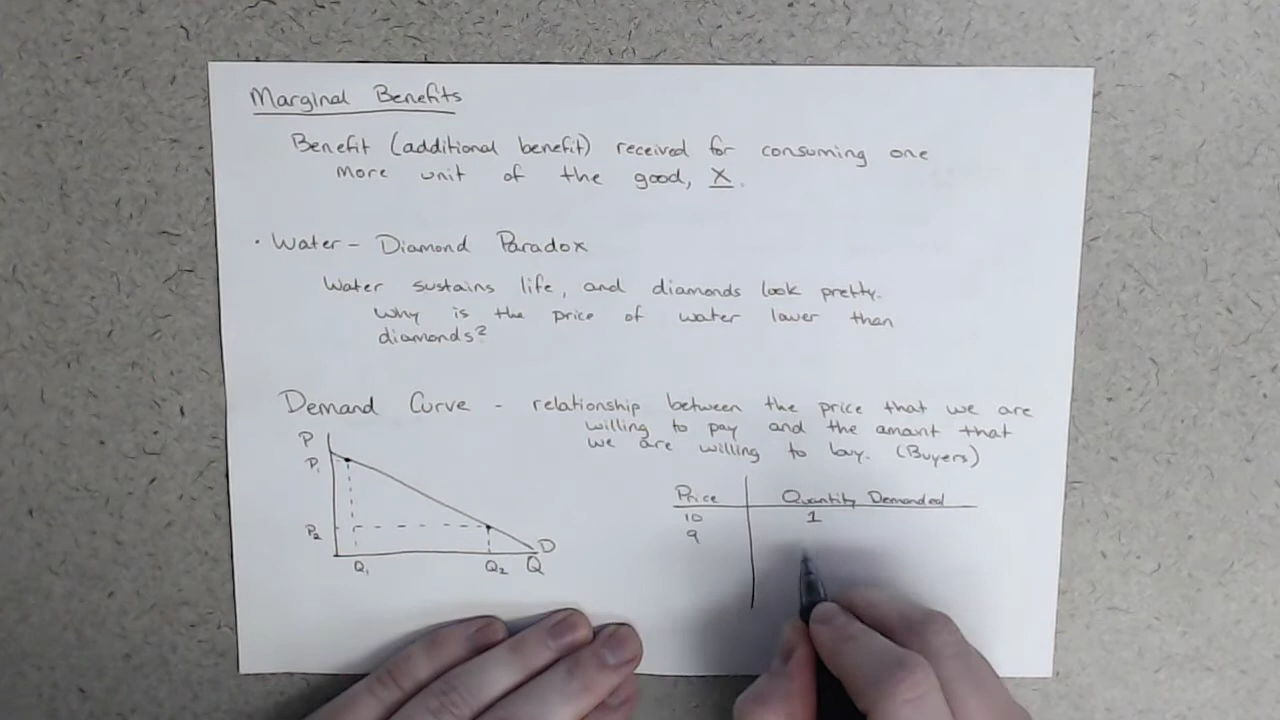 Marginal Benefits
Benefit (additional benefit) received for consuming one
more unit of the good, X.
· Water - Diamond Paradox
Water sustains life, and diamonds look pretty.
Why is the price of water lower than
diamonds?
Demand Curve - relationship between the price that we are
willing to pay and the amount that
we are willing to buy. (Buyers)
P
P1
P2
Q1 Q2 Q
D
Price Quantity Demanded
10 1
9